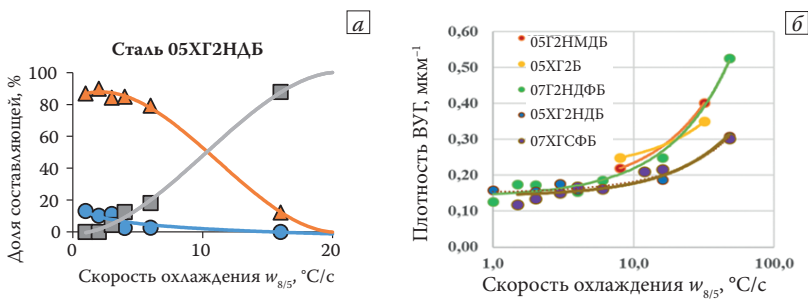 а
Сталь 05ХГ2НДБ
Доля составляющей, %
100
80
60
40
20
0
0
10
20
Скорость охлаждения w8/5, °С/с
б
Плотность ВУГ, мкм⁻¹
0,60
0,50
0,40
0,30
0,20
0,10
0,00
05Г2НМДБ
05ХГ2Б
07Г2НДФБ
05ХГ2НДБ
07ХГСФБ
1,0
10,0
100,0
Скорость охлаждения w8/5, °С/с